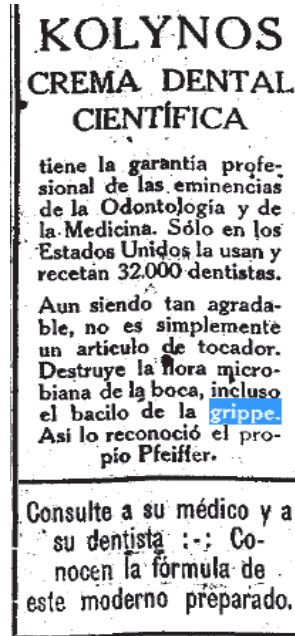 KOLYNOS
CREMA DENTAL
CIENTÍFICA
tiene la garantía profe-
sional de las eminencias
de la Odontología y de
la Medicina. Sólo en los
Estados Unidos la usan y
recetan 32.000 dentistas.
Aun siendo tan agrada-
ble, no es simplemente
un artículo de tocador.
Destruye la flora micro-
biana de la boca, incluso
el bacilo de la grippe.
Así lo reconoció el pro-
pio Pfeiffer.
Consulte a su médico y a
su dentista :-: Co-
nocen la fórmula de
este moderno preparado.